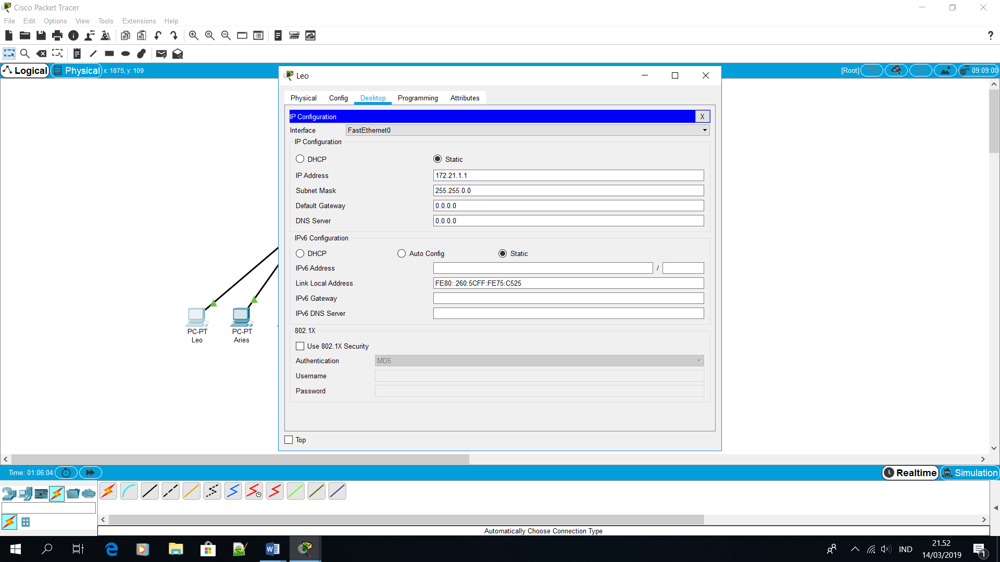 Cisco Packet Tracer
File Edit Options View Tools Extensions Help
?
Logical Physical x: 1875, y: 109 [Root] 09:09:00
Leo
Physical Config Desktop Programming Attributes
IP Configuration X
Interface FastEthernet0
IP Configuration
DHCP Static
IP Address 172.21.1.1
Subnet Mask 255.255.0.0
Default Gateway 0.0.0.0
DNS Server 0.0.0.0
IPv6 Configuration
DHCP Auto Config Static
IPv6 Address /
Link Local Address FE80::260:5CFF:FE75:C525
IPv6 Gateway
IPv6 DNS Server
802.1X
Use 802.1X Security
Authentication MD5
Username
Password
Top
PC-PT
Leo
PC-PT
Aries
Time: 01:06:04 Realtime Simulation
Automatically Choose Connection Type
IND
21.52
14/03/2019
1